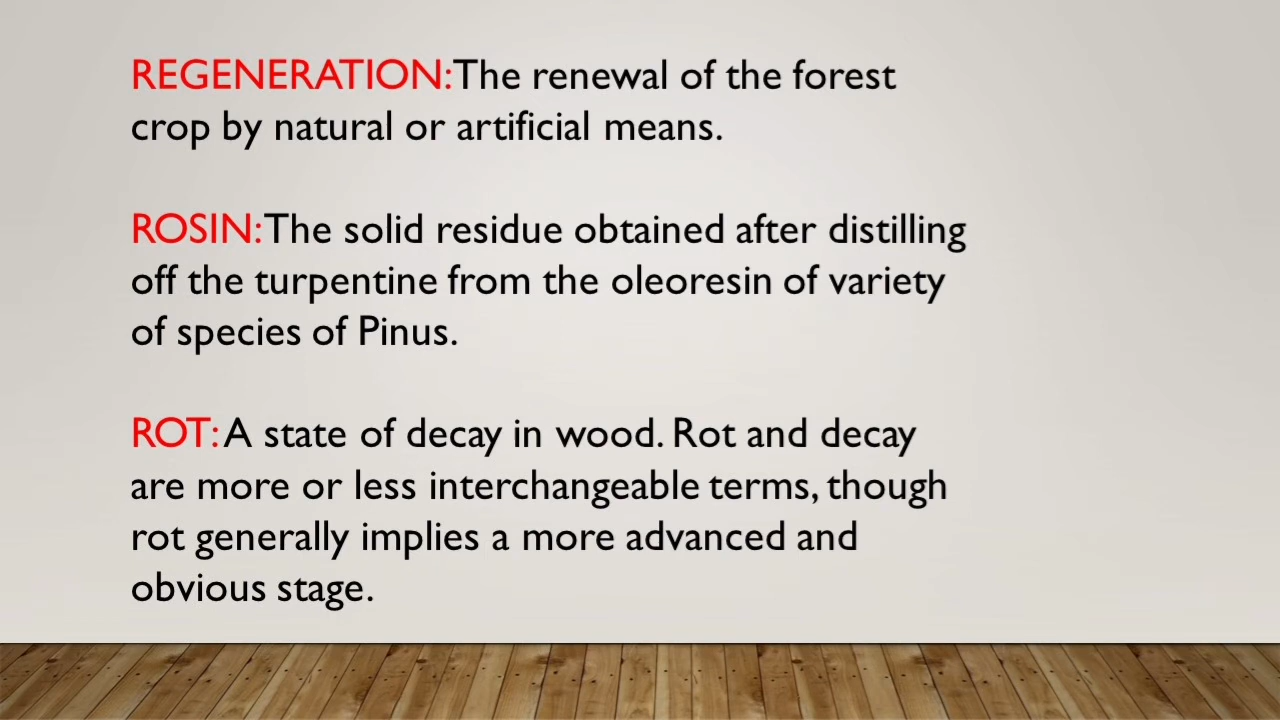 REGENERATION:The renewal of the forest
crop by natural or artificial means.
ROSIN:The solid residue obtained after distilling
off the turpentine from the oleoresin of variety
of species of Pinus.
ROT: A state of decay in wood. Rot and decay
are more or less interchangeable terms, though
rot generally implies a more advanced and
obvious stage.